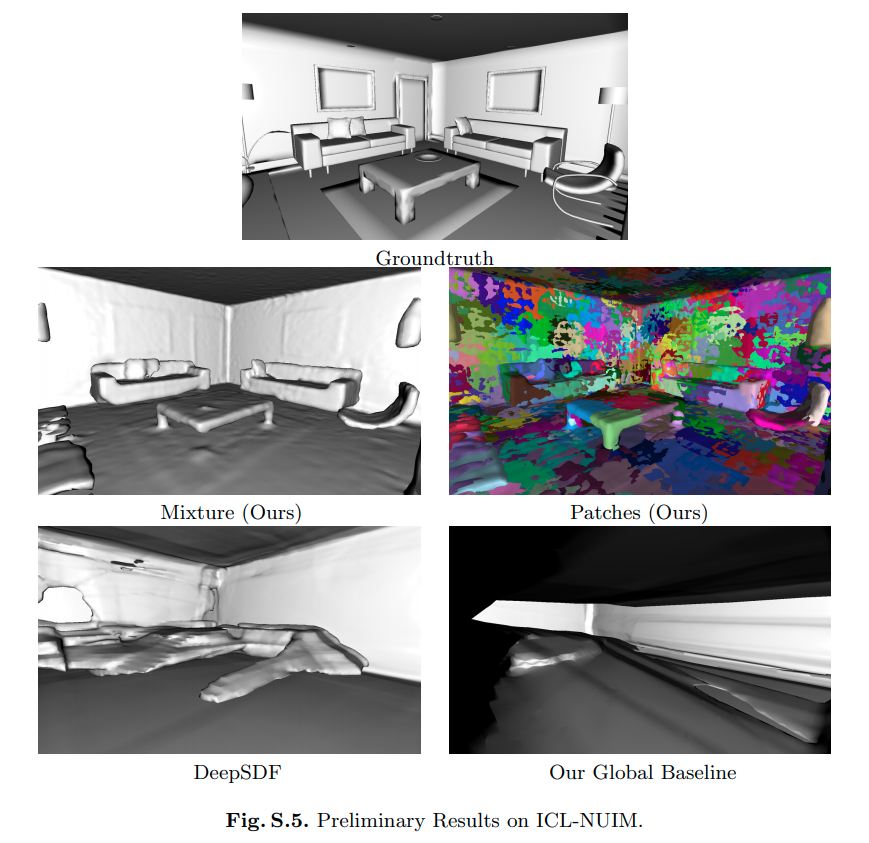 Groundtruth
Mixture (Ours)
Patches (Ours)
DeepSDF
Our Global Baseline
Fig. S.5. Preliminary Results on ICL-NUIM.